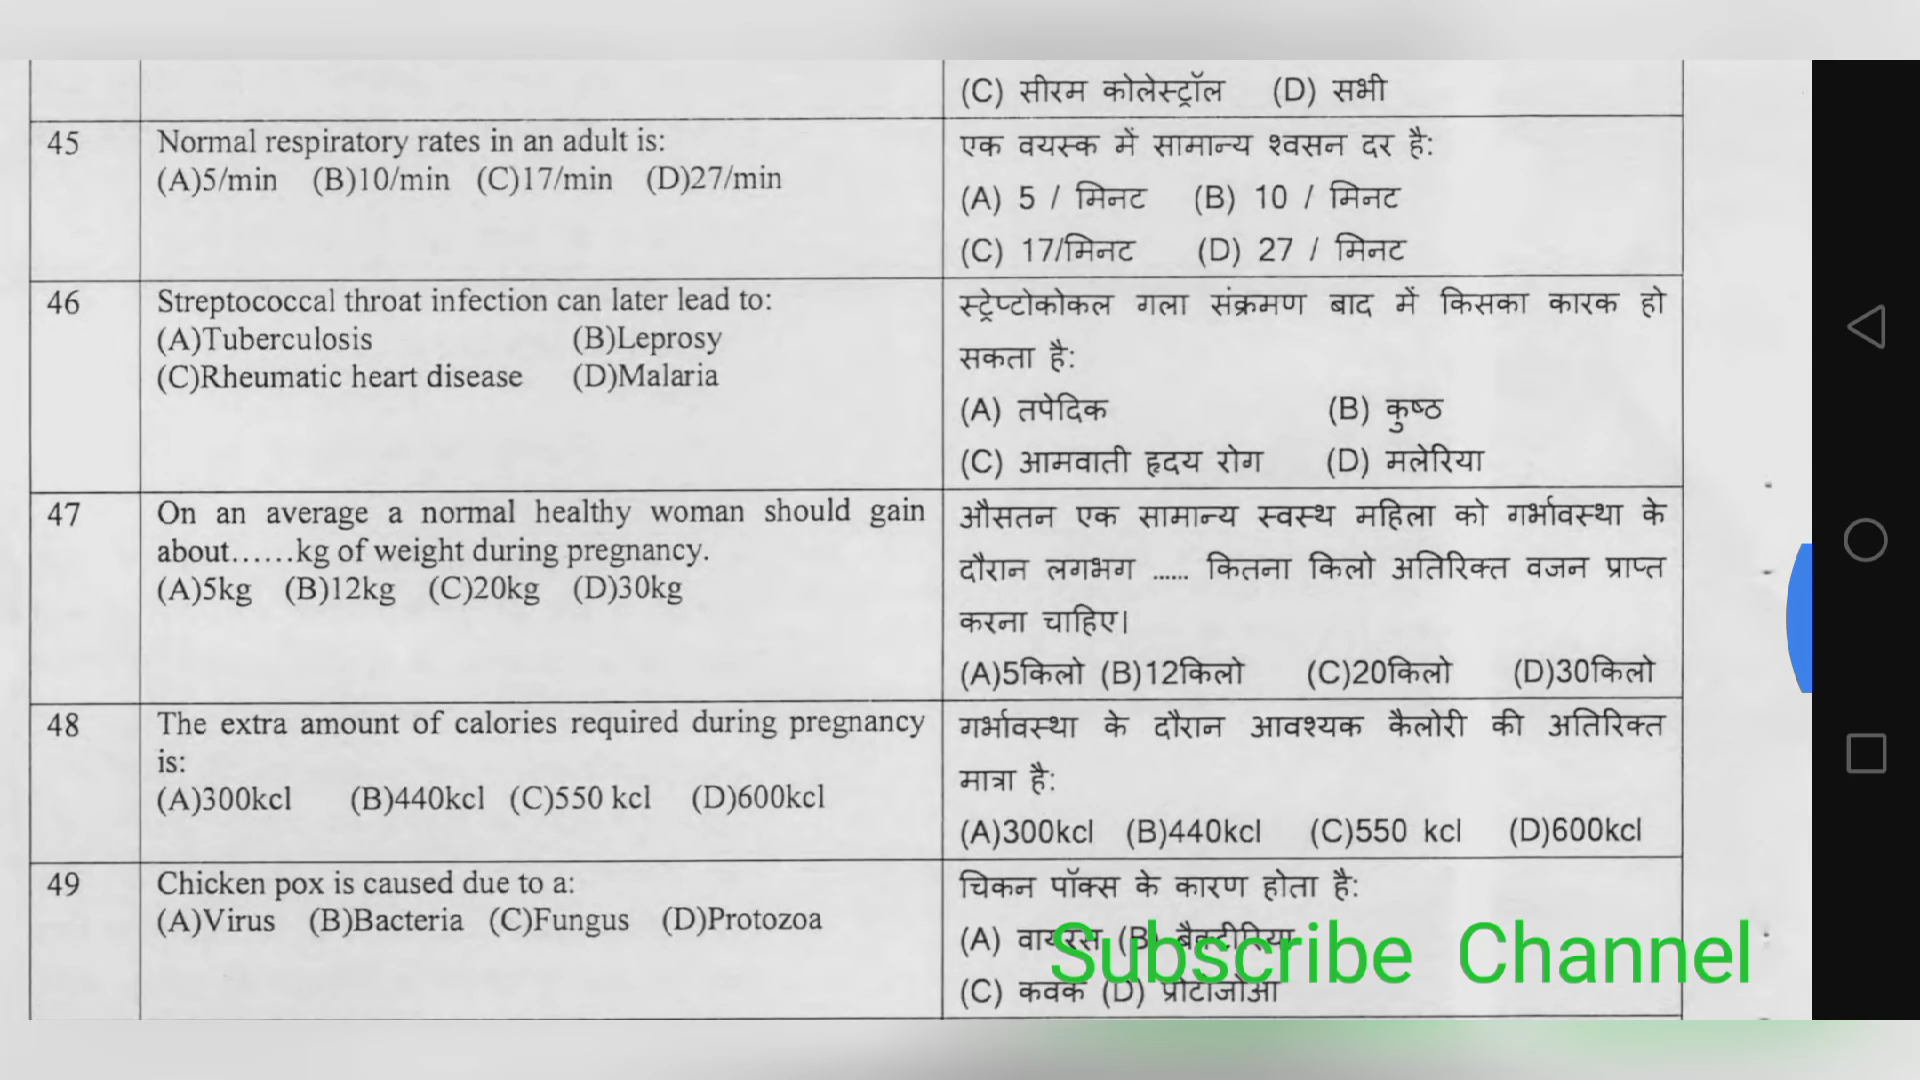 (C) सीरम कोलेस्ट्रॉल (D) सभी
45
Normal respiratory rates in an adult is:
(A)5/min (B)10/min (C)17/min (D)27/min
एक वयस्क में सामान्य श्वसन दर है:
(A) 5 / मिनट (B) 10 / मिनट
(C) 17/मिनट (D) 27 / मिनट
46
Streptococcal throat infection can later lead to:
(A)Tuberculosis (B)Leprosy
(C)Rheumatic heart disease (D)Malaria
स्ट्रेप्टोकोकल गला संक्रमण बाद में किसका कारक हो
सकता है:
(A) तपेदिक (B) कुष्ठ
(C) आमवाती हृदय रोग (D) मलेरिया
47
On an average a normal healthy woman should gain
about......kg of weight during pregnancy.
(A)5kg (B)12kg (C)20kg (D)30kg
औसतन एक सामान्य स्वस्थ महिला को गर्भावस्था के
दौरान लगभग ...... कितना किलो अतिरिक्त वजन प्राप्त
करना चाहिए।
(A)5किलो (B)12किलो (C)20किलो (D)30किलो
48
The extra amount of calories required during pregnancy
is:
(A)300kcl (B)440kcl (C)550 kcl (D)600kcl
गर्भावस्था के दौरान आवश्यक कैलोरी की अतिरिक्त
मात्रा है:
(A)300kcl (B)440kcl (C)550 kcl (D)600kcl
49
Chicken pox is caused due to a:
(A)Virus (B)Bacteria (C)Fungus (D)Protozoa
चिकन पॉक्स के कारण होता है:
(A) वायरस (B) बैक्टीरिया
(C) कवक (D) प्रोटोजोआ
Subscribe Channel